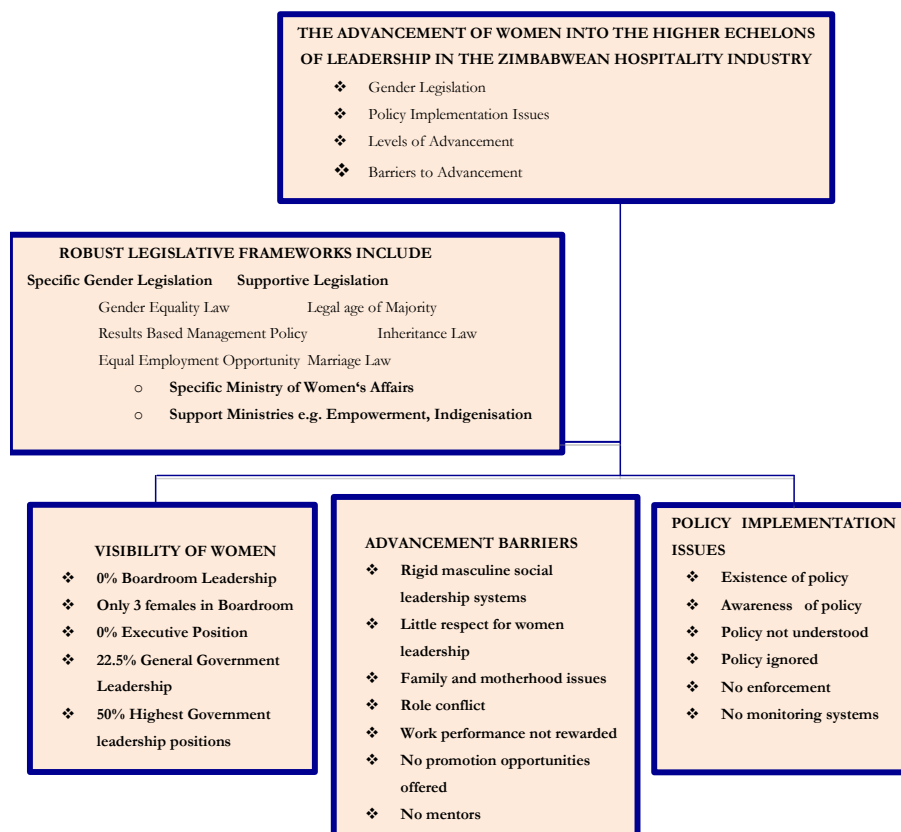 THE ADVANCEMENT OF WOMEN INTO THE HIGHER ECHELONS
OF LEADERSHIP IN THE ZIMBABWEAN HOSPITALITY INDUSTRY
❖ Gender Legislation
❖ Policy Implementation Issues
❖ Levels of Advancement
❖ Barriers to Advancement
ROBUST LEGISLATIVE FRAMEWORKS INCLUDE
Specific Gender Legislation Supportive Legislation
Gender Equality Law Legal age of Majority
Results Based Management Policy Inheritance Law
Equal Employment Opportunity Marriage Law
o Specific Ministry of Women‘s Affairs
o Support Ministries e.g. Empowerment, Indigenisation
VISIBILITY OF WOMEN
❖ 0% Boardroom Leadership
❖ Only 3 females in Boardroom
❖ 0% Executive Position
❖ 22.5% General Government
Leadership
❖ 50% Highest Government
leadership positions
ADVANCEMENT BARRIERS
❖ Rigid masculine social
leadership systems
❖ Little respect for women
leadership
❖ Family and motherhood issues
❖ Role conflict
❖ Work performance not rewarded
❖ No promotion opportunities
offered
❖ No mentors
POLICY IMPLEMENTATION
ISSUES
❖ Existence of policy
❖ Awareness of policy
❖ Policy not understood
❖ Policy ignored
❖ No enforcement
❖ No monitoring systems